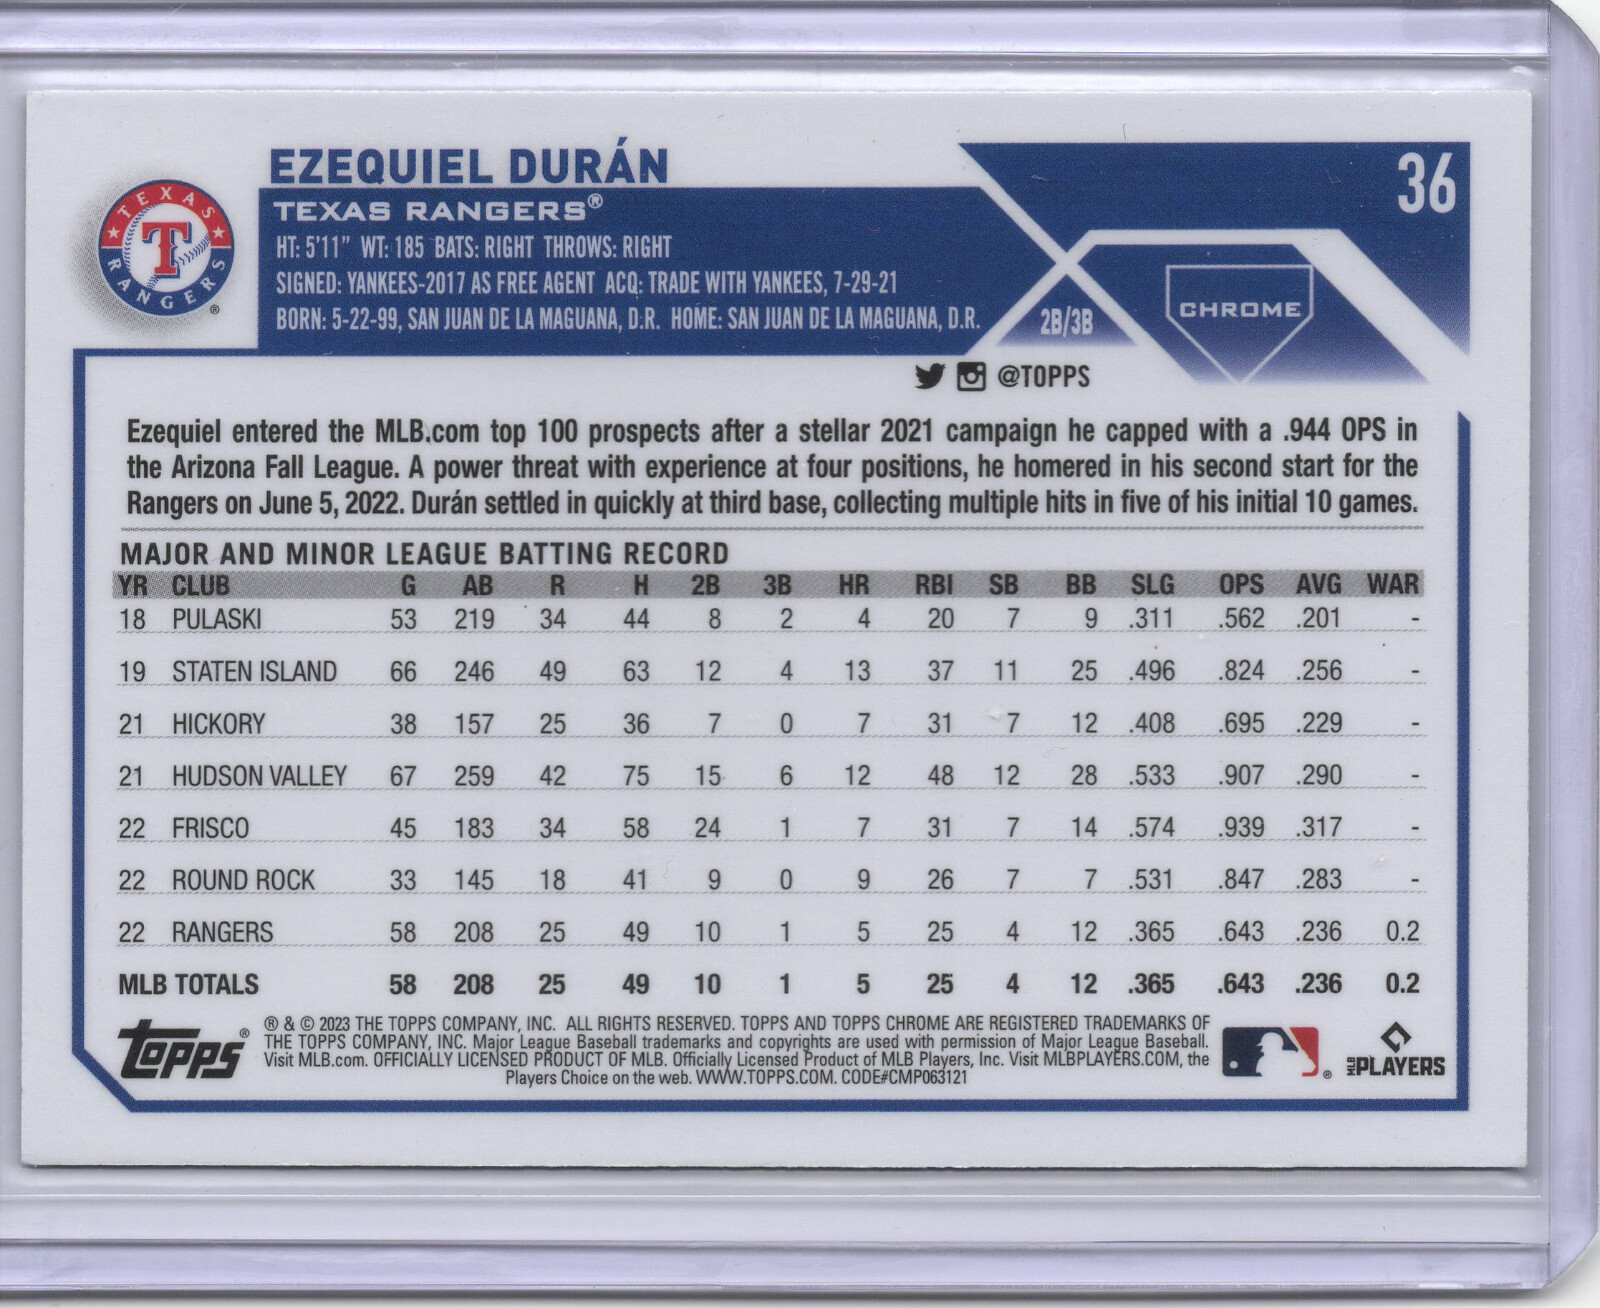 EZEQUIEL DURÁN
36
TEXAS RANGERS®
TEXAS RANGERS
T
®
HT: 5'11" WT: 185 BATS: RIGHT THROWS: RIGHT
SIGNED: YANKEES-2017 AS FREE AGENT ACQ: TRADE WITH YANKEES, 7-29-21
BORN: 5-22-99, SAN JUAN DE LA MAGUANA, D.R. HOME: SAN JUAN DE LA MAGUANA, D.R.
2B/3B
CHROME
@TOPPS
Ezequiel entered the MLB.com top 100 prospects after a stellar 2021 campaign he capped with a .944 OPS in
the Arizona Fall League. A power threat with experience at four positions, he homered in his second start for the
Rangers on June 5, 2022. Durán settled in quickly at third base, collecting multiple hits in five of his initial 10 games.
MAJOR AND MINOR LEAGUE BATTING RECORD
YR CLUB G AB R H 2B 3B HR RBI SB BB SLG OPS AVG WAR
18 PULASKI 53 219 34 44 8 2 4 20 7 9 .311 .562 .201 -
19 STATEN ISLAND 66 246 49 63 12 4 13 37 11 25 .496 .824 .256 -
21 HICKORY 38 157 25 36 7 0 7 31 7 12 .408 .695 .229 -
21 HUDSON VALLEY 67 259 42 75 15 6 12 48 12 28 .533 .907 .290 -
22 FRISCO 45 183 34 58 24 1 7 31 7 14 .574 .939 .317 -
22 ROUND ROCK 33 145 18 41 9 0 9 26 7 7 .531 .847 .283 -
22 RANGERS 58 208 25 49 10 1 5 25 4 12 .365 .643 .236 0.2
MLB TOTALS 58 208 25 49 10 1 5 25 4 12 .365 .643 .236 0.2
Topps®
® & © 2023 THE TOPPS COMPANY, INC. ALL RIGHTS RESERVED. TOPPS AND TOPPS CHROME ARE REGISTERED TRADEMARKS OF
THE TOPPS COMPANY, INC. Major League Baseball trademarks and copyrights are used with permission of Major League Baseball.
Visit MLB.com. OFFICIALLY LICENSED PRODUCT OF MLB. Officially Licensed Product of MLB Players, Inc. Visit MLBPLAYERS.COM, the
Players Choice on the web. WWW.TOPPS.COM. CODE#CMP063121
®
MLB PLAYERS